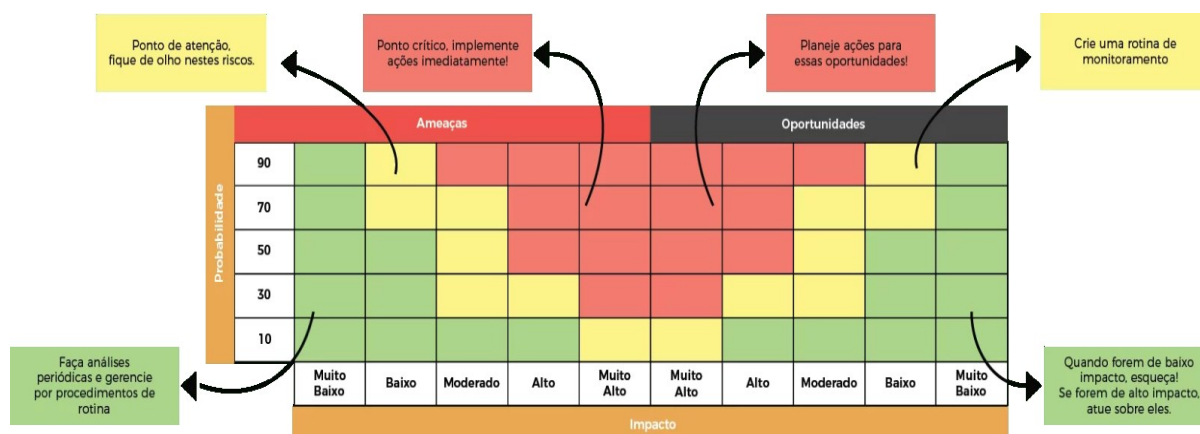 Ponto de atenção,
fique de olho nestes riscos.
Ponto crítico, implemente
ações imediatamente!
Planeje ações para
essas oportunidades!
Crie uma rotina de
monitoramento
Ameaças
Oportunidades
Probabilidade
90
70
50
30
10
Faça análises
periódicas e gerencie
por procedimentos de
rotina
Muito
Baixo
Baixo
Moderado
Alto
Muito
Alto
Muito
Alto
Alto
Moderado
Baixo
Muito
Baixo
Quando forem de baixo
impacto, esqueça!
Se forem de alto impacto,
atue sobre eles.
Impacto